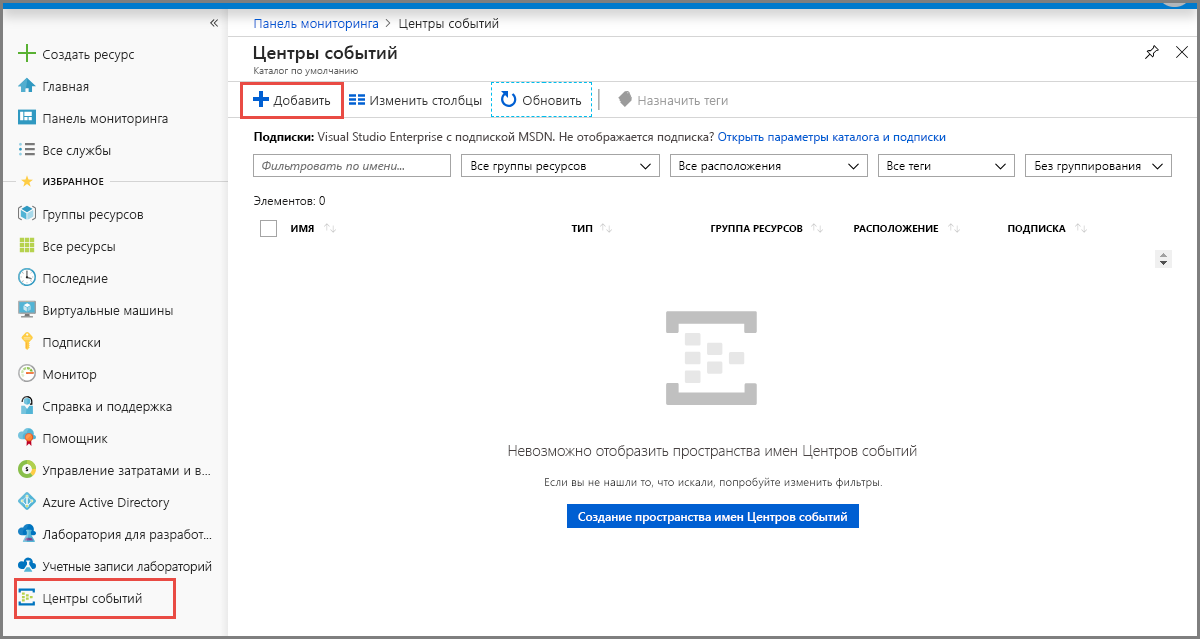 «
Создать ресурс
Главная
Панель мониторинга
Все службы
ИЗБРАННОЕ
Группы ресурсов
Все ресурсы
Последние
Виртуальные машины
Подписки
Монитор
Справка и поддержка
Помощник
Управление затратами и в...
Azure Active Directory
Лаборатория для разработ...
Учетные записи лабораторий
Центры событий
Панель мониторинга > Центры событий
Центры событий
Каталог по умолчанию
Добавить Изменить столбцы Обновить Назначить теги
Подписки: Visual Studio Enterprise с подпиской MSDN. Не отображается подписка? Открыть параметры каталога и подписки
Фильтровать по имени... Все группы ресурсов Все расположения Все теги Без группирования
Элементов: 0
ИМЯ ТИП ГРУППА РЕСУРСОВ РАСПОЛОЖЕНИЕ ПОДПИСКА
Невозможно отобразить пространства имен Центров событий
Если вы не нашли то, что искали, попробуйте изменить фильтры.
Создание пространства имен Центров событий